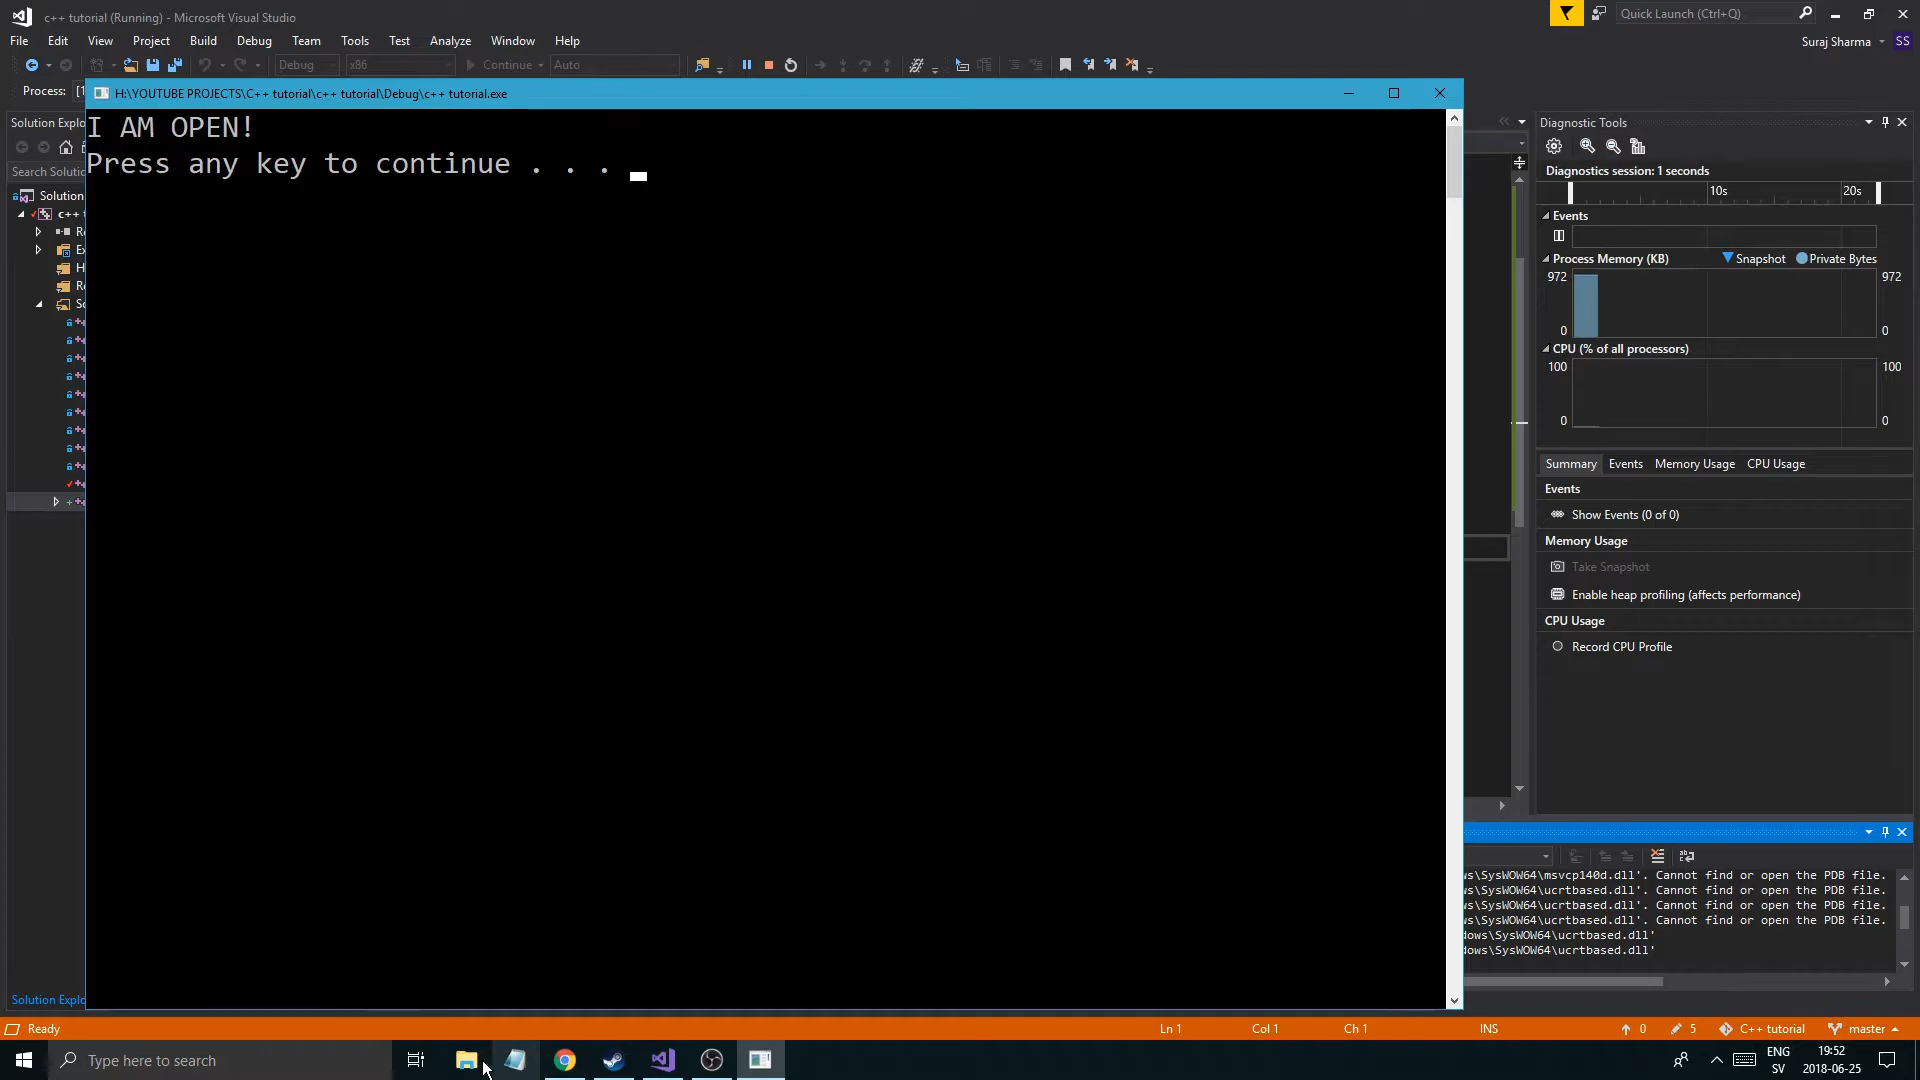 c++ tutorial (Running) - Microsoft Visual Studio
Quick Launch (Ctrl+Q)
File Edit View Project Build Debug Team Tools Test Analyze Window Help
Suraj Sharma SS
Debug x86 Continue Auto
Process: [1
H:\YOUTUBE PROJECTS\C++ tutorial\c++ tutorial\Debug\c++ tutorial.exe
I AM OPEN!
Press any key to continue . . .
Solution Explo
Search Solution
Solution
c++ t
Diagnostic Tools
Diagnostics session: 1 seconds
10s 20s
Events
Process Memory (KB) Snapshot Private Bytes
972 972
0 0
CPU (% of all processors)
100 100
0 0
Summary Events Memory Usage CPU Usage
Events
Show Events (0 of 0)
Memory Usage
Take Snapshot
Enable heap profiling (affects performance)
CPU Usage
Record CPU Profile
ws\SysWOW64\msvcp140d.dll'. Cannot find or open the PDB file.
ws\SysWOW64\ucrtbased.dll'. Cannot find or open the PDB file.
ws\SysWOW64\ucrtbased.dll'. Cannot find or open the PDB file.
ws\SysWOW64\ucrtbased.dll'. Cannot find or open the PDB file.
dows\SysWOW64\ucrtbased.dll'
dows\SysWOW64\ucrtbased.dll'
Solution Explo
Ready Ln 1 Col 1 Ch 1 INS 0 5 C++ tutorial master
Type here to search
ENG 19:52
SV 2018-06-25